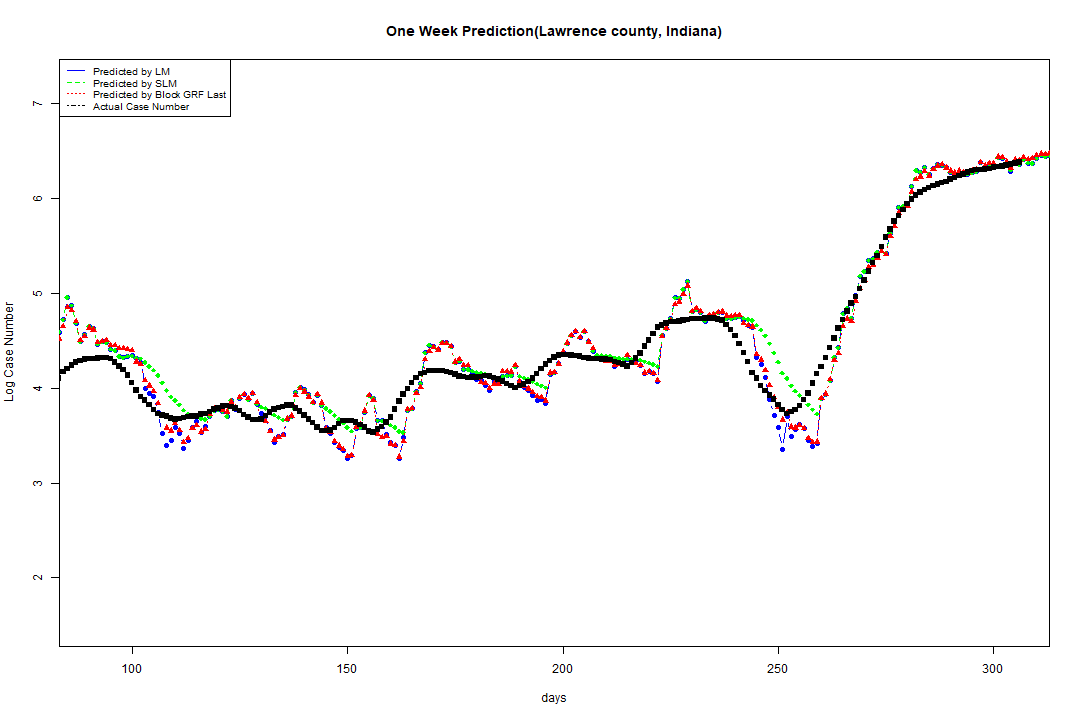 One Week Prediction(Lawrence county, Indiana)
Predicted by LM
Predicted by SLM
Predicted by Block GRF Last
Actual Case Number
7
6
5
4
3
2
Log Case Number
100
150
200
250
300
days